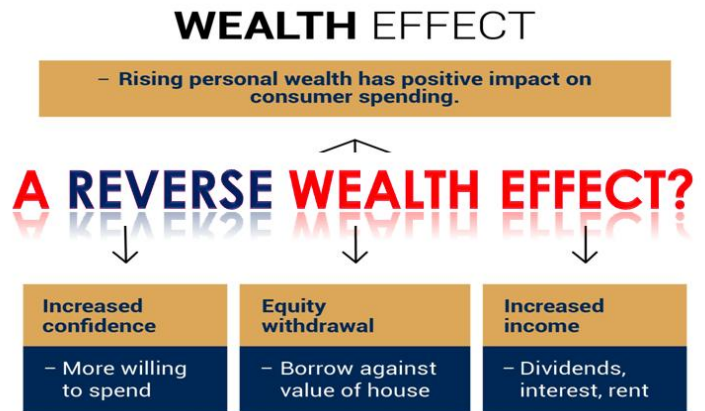 WEALTH EFFECT
– Rising personal wealth has positive impact on
consumer spending.
A REVERSE WEALTH EFFECT?
Increased
confidence
– More willing
to spend
Equity
withdrawal
– Borrow against
value of house
Increased
income
– Dividends,
interest, rent